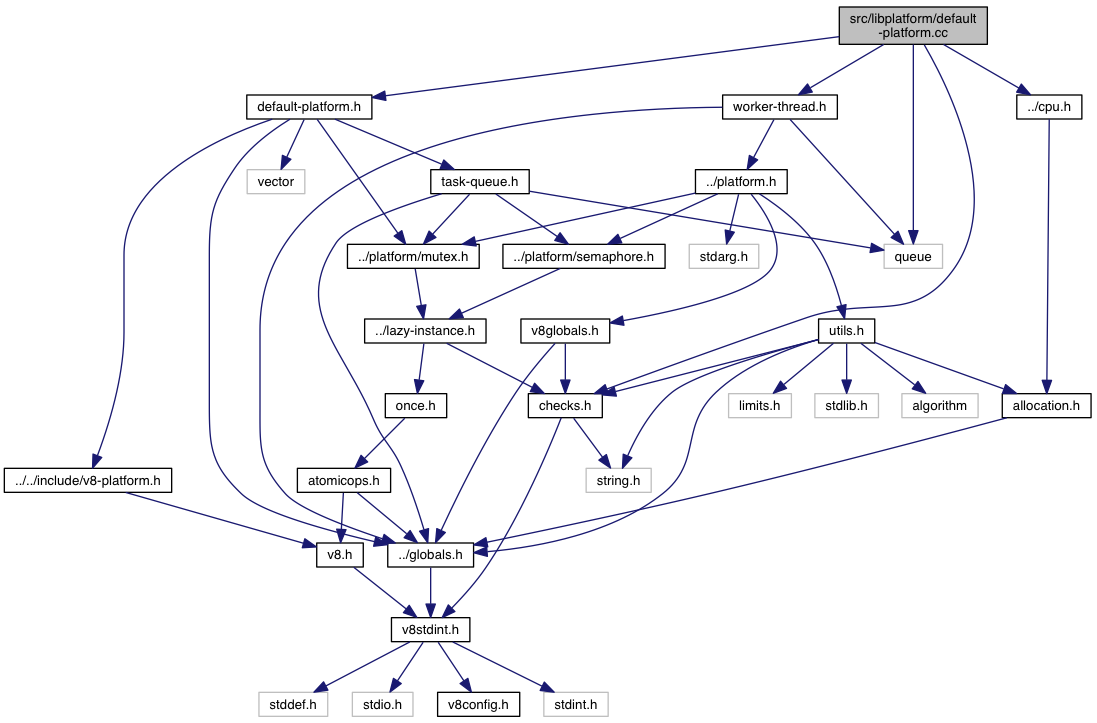 src/libplatform/default
-platform.cc
default-platform.h
worker-thread.h
../cpu.h
vector
task-queue.h
../platform.h
../platform/mutex.h
../platform/semaphore.h
stdarg.h
queue
../lazy-instance.h
v8globals.h
utils.h
once.h
checks.h
limits.h
stdlib.h
algorithm
allocation.h
../../include/v8-platform.h
atomicops.h
string.h
v8.h
../globals.h
v8stdint.h
stddef.h
stdio.h
v8config.h
stdint.h